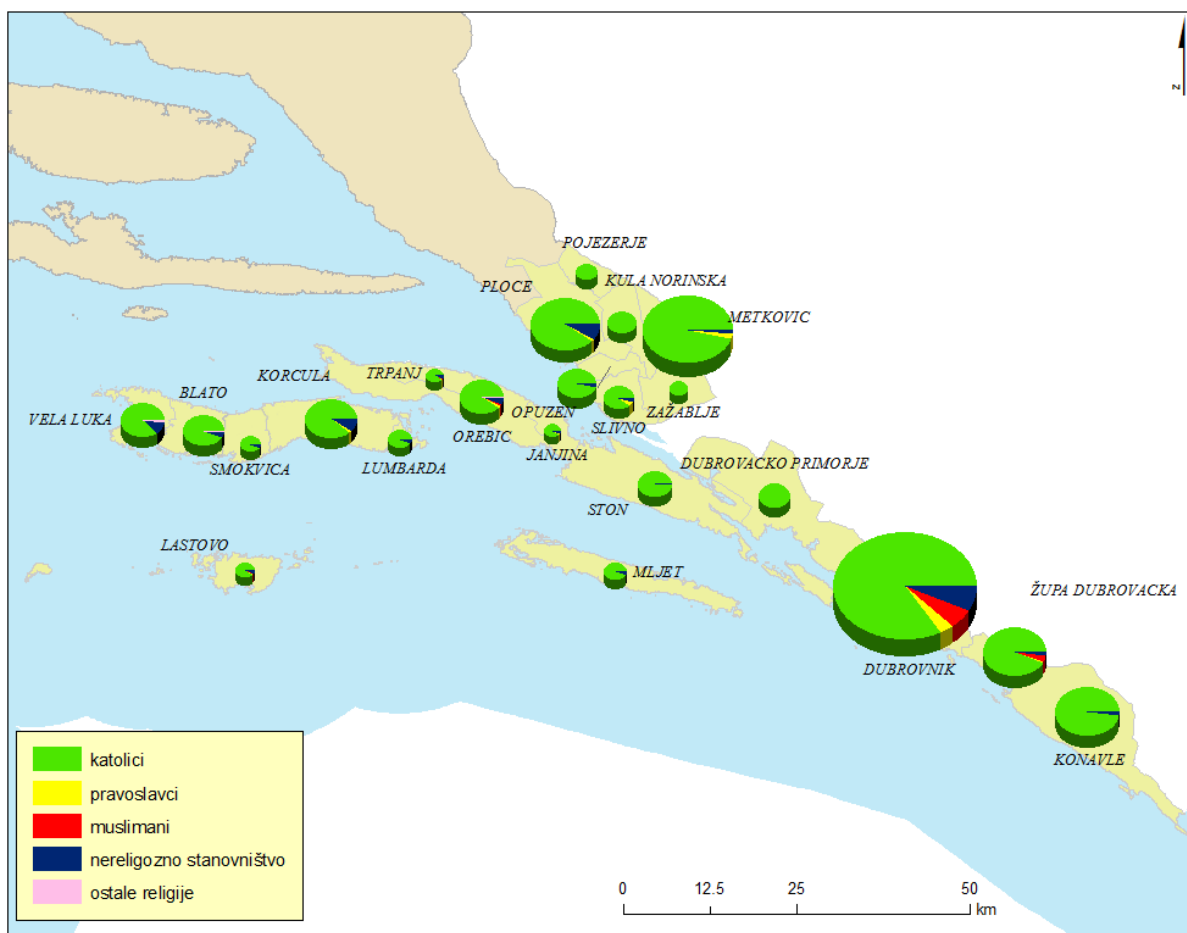 z
POJEZERJE
KULA NORINSKA
PLOCE
METKOVIC
KORCULA
TRPANJ
BLATO
VELA LUKA
OPUZEN
SLIVNO
ZAŽABLJE
OREBIC
SMOKVICA
LUMBARDA
JANJINA
DUBROVACKO PRIMORJE
STON
LASTOVO
MLJET
ŽUPA DUBROVACKA
DUBROVNIK
KONAVLE
katolici
pravoslavci
muslimani
nereligozno stanovništvo
ostale religije
0 12.5 25 50
km